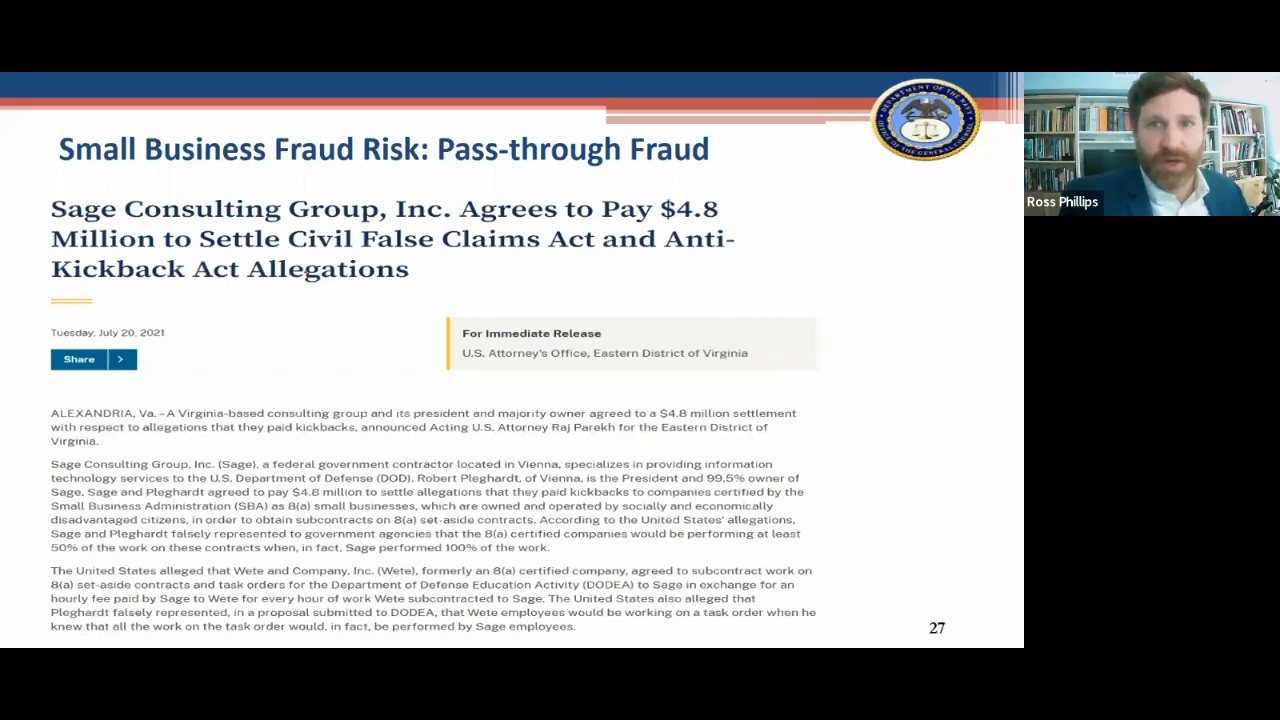 DEPARTMENT OF THE NAVY
OFFICE OF THE GENERAL COUNSEL
Ross Phillips
Small Business Fraud Risk: Pass-through Fraud
Sage Consulting Group, Inc. Agrees to Pay $4.8
Million to Settle Civil False Claims Act and Anti-
Kickback Act Allegations
Tuesday, July 20, 2021
Share >
For Immediate Release
U.S. Attorney's Office, Eastern District of Virginia
ALEXANDRIA, Va. – A Virginia-based consulting group and its president and majority owner agreed to a $4.8 million settlement
with respect to allegations that they paid kickbacks, announced Acting U.S. Attorney Raj Parekh for the Eastern District of
Virginia.
Sage Consulting Group, Inc. (Sage), a federal government contractor located in Vienna, specializes in providing information
technology services to the U.S. Department of Defense (DOD). Robert Pleghardt, of Vienna, is the President and 99.5% owner of
Sage. Sage and Pleghardt agreed to pay $4.8 million to settle allegations that they paid kickbacks to companies certified by the
Small Business Administration (SBA) as 8(a) small businesses, which are owned and operated by socially and economically
disadvantaged citizens, in order to obtain subcontracts on 8(a) set-aside contracts. According to the United States' allegations,
Sage and Pleghardt falsely represented to government agencies that the 8(a) certified companies would be performing at least
50% of the work on these contracts when, in fact, Sage performed 100% of the work.
The United States alleged that Wete and Company, Inc. (Wete), formerly an 8(a) certified company, agreed to subcontract work on
8(a) set-aside contracts and task orders for the Department of Defense Education Activity (DODEA) to Sage in exchange for an
hourly fee paid by Sage to Wete for every hour of work Wete subcontracted to Sage. The United States also alleged that
Pleghardt falsely represented, in a proposal submitted to DODEA, that Wete employees would be working on a task order when he
knew that all the work on the task order would, in fact, be performed by Sage employees.
27